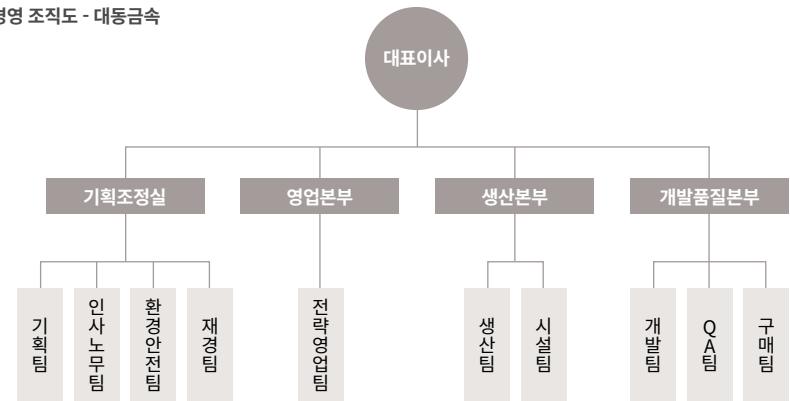 경영 조직도 - 대동금속
대표이사
기획조정실
영업본부
생산본부
개발품질본부
기획팀
인사노무팀
환경안전팀
재경팀
전략영업팀
생산팀
시설팀
개발팀
QA팀
구매팀